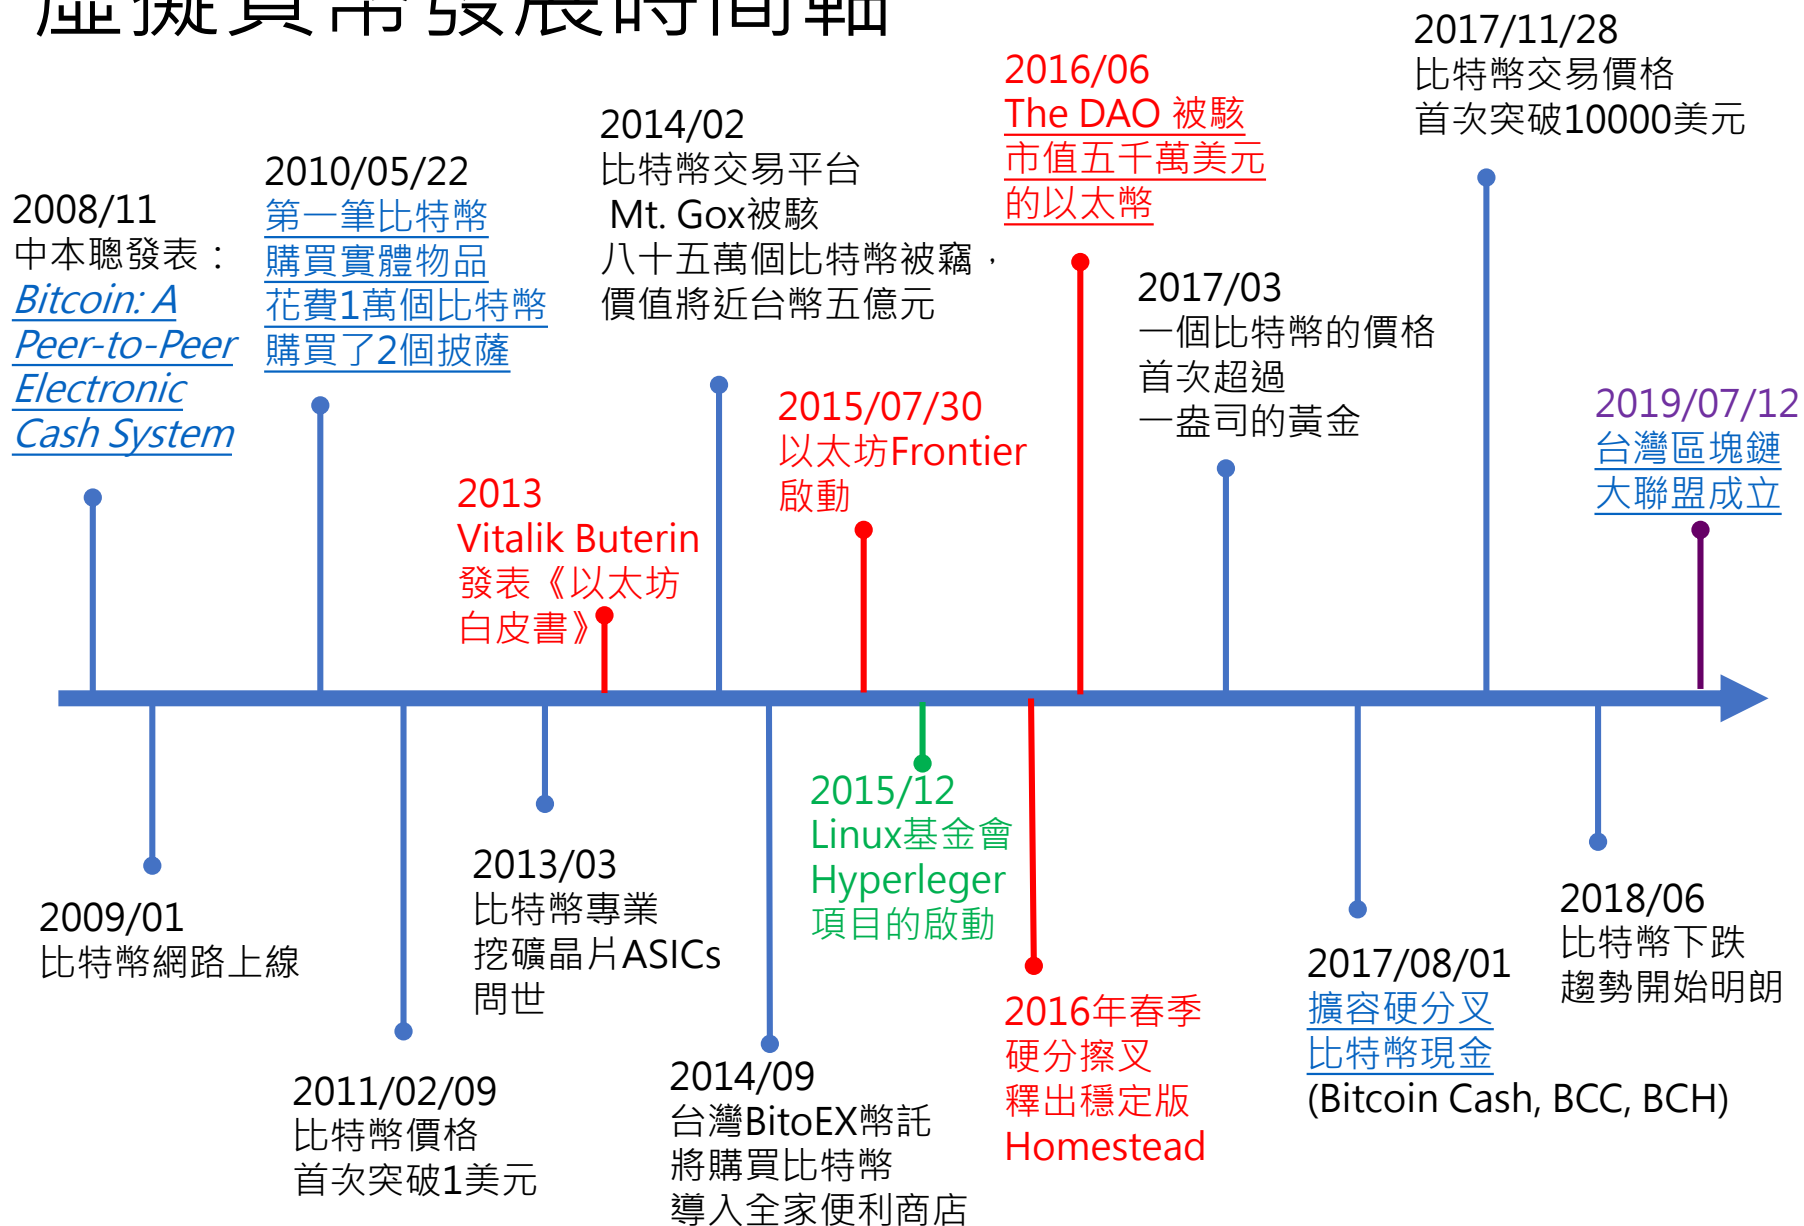 虛擬貨幣發展時間軸
2008/11
中本聰發表：
Bitcoin: A
Peer-to-Peer
Electronic
Cash System
2009/01
比特幣網路上線
2010/05/22
第一筆比特幣
購買實體物品
花費1萬個比特幣
購買了2個披薩
2011/02/09
比特幣價格
首次突破1美元
2013/03
比特幣專業
挖礦晶片ASICs
問世
2013
Vitalik Buterin
發表《以太坊
白皮書》
2014/02
比特幣交易平台
Mt. Gox被駭
八十五萬個比特幣被竊，
價值將近台幣五億元
2014/09
台灣BitoEX幣託
將購買比特幣
導入全家便利商店
2015/07/30
以太坊Frontier
啟動
2015/12
Linux基金會
Hyperleger
項目的啟動
2016年春季
硬分擦叉
釋出穩定版
Homestead
2016/06
The DAO 被駭
市值五千萬美元
的以太幣
2017/03
一個比特幣的價格
首次超過
一盎司的黃金
2017/08/01
擴容硬分叉
比特幣現金
(Bitcoin Cash, BCC, BCH)
2017/11/28
比特幣交易價格
首次突破10000美元
2018/06
比特幣下跌
趨勢開始明朗
2019/07/12
台灣區塊鏈
大聯盟成立